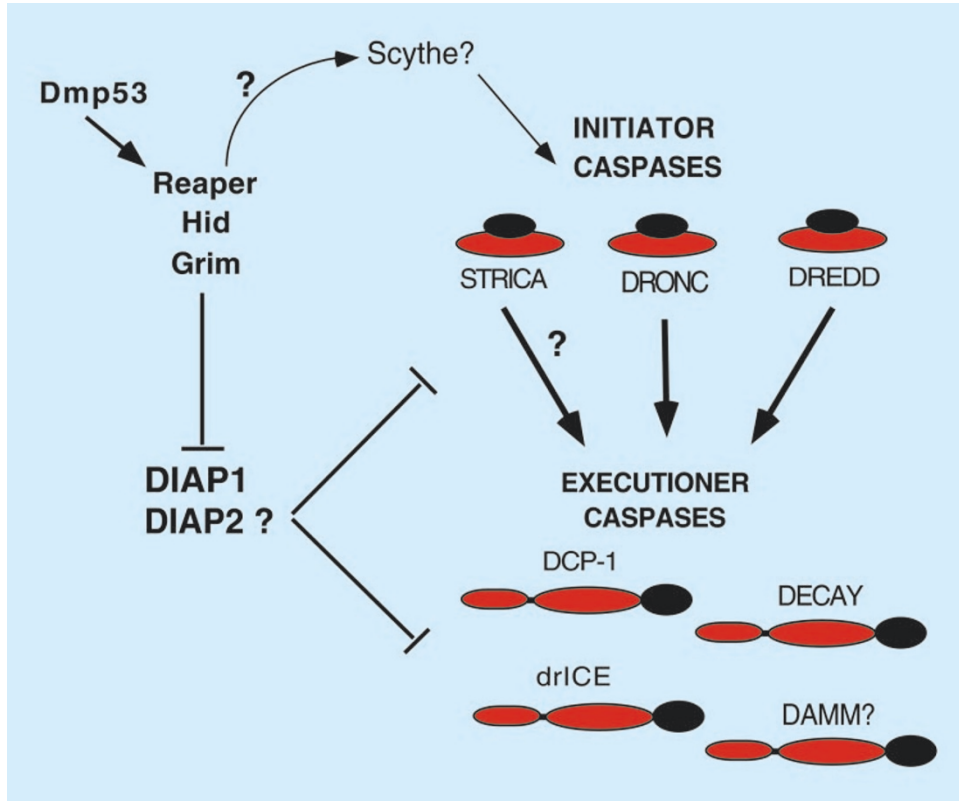 Scythe?
?
Dmp53
INITIATOR
CASPASES
Reaper
Hid
Grim
STRICA
DRONC
DREDD
?
DIAP1
DIAP2 ?
EXECUTIONER
CASPASES
DCP-1
DECAY
drICE
DAMM?